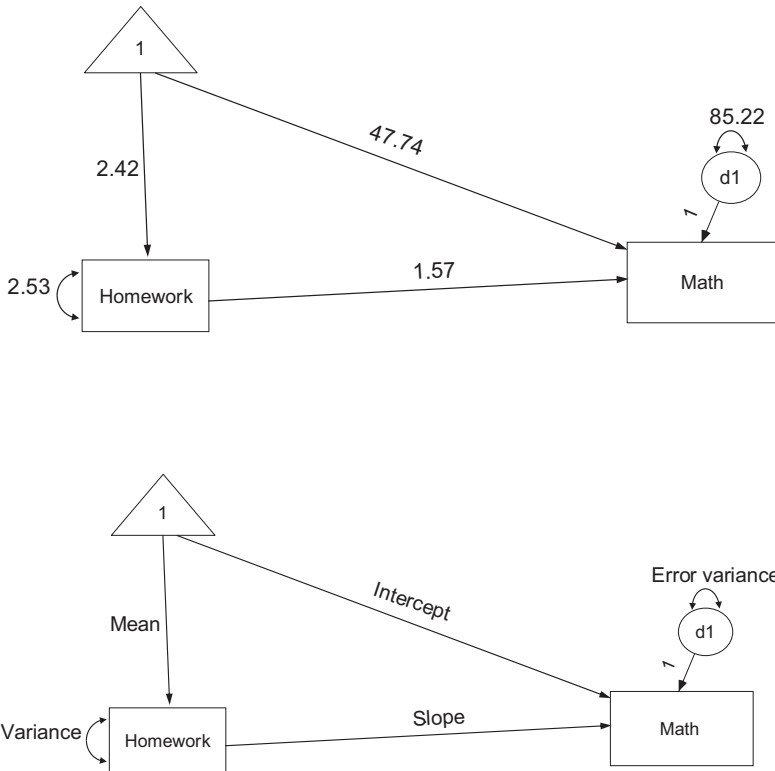 1
85.22
47.74
d1
2.42
1
1.57
2.53
Homework
Math
1
Error variance
Intercept
d1
Mean
1
Slope
Variance
Homework
Math